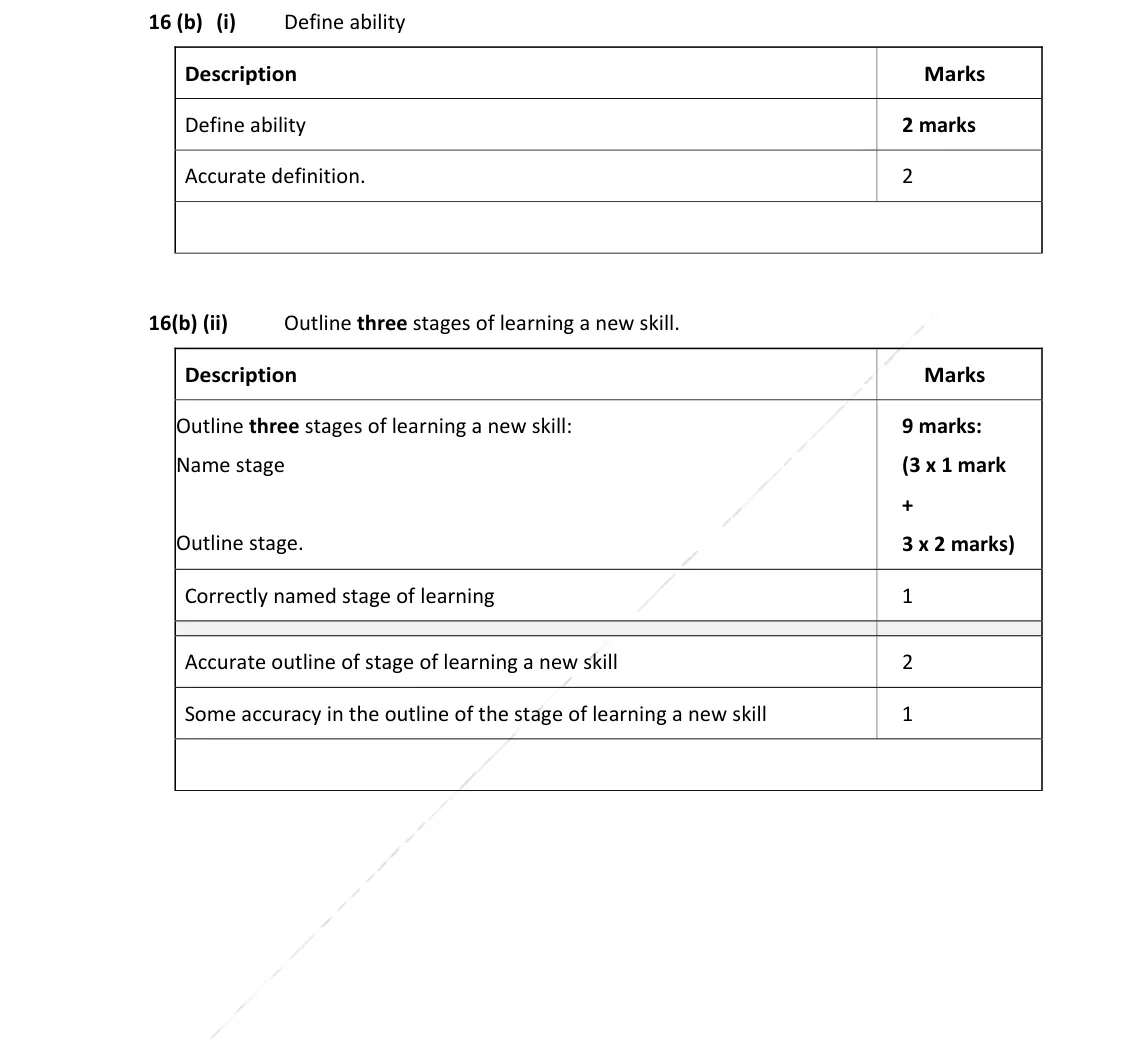 16 (b) (i) Define ability
Description Marks
Define ability 2 marks
Accurate definition. 2
16(b) (ii) Outline three stages of learning a new skill.
Description Marks
Outline three stages of learning a new skill: 9 marks:
Name stage (3 x 1 mark
+
Outline stage. 3 x 2 marks)
Correctly named stage of learning 1
Accurate outline of stage of learning a new skill 2
Some accuracy in the outline of the stage of learning a new skill 1